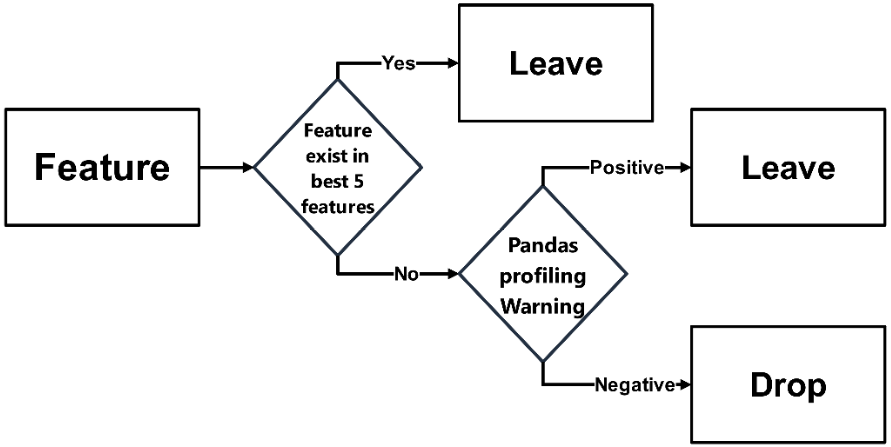 Feature
Feature
exist in
best 5
features
Yes
Leave
No
Pandas
profiling
Warning
Positive
Leave
Negative
Drop